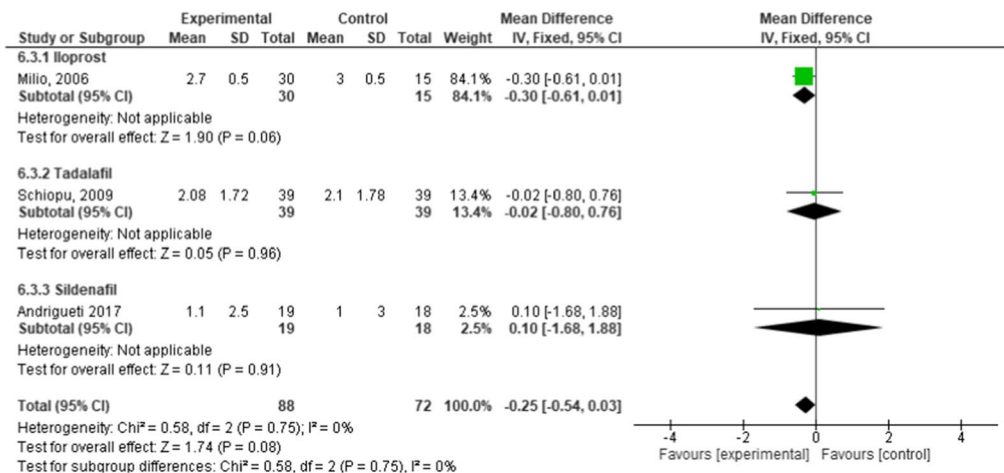 Experimental Control Mean Difference Mean Difference
Study or Subgroup Mean SD Total Mean SD Total Weight IV, Fixed, 95% CI IV, Fixed, 95% CI
6.3.1 Iloprost
Milio, 2006 2.7 0.5 30 3 0.5 15 84.1% -0.30 [-0.61, 0.01]
Subtotal (95% CI) 30 15 84.1% -0.30 [-0.61, 0.01]
Heterogeneity: Not applicable
Test for overall effect: Z = 1.90 (P = 0.06)
6.3.2 Tadalafil
Schiopu, 2009 2.08 1.72 39 2.1 1.78 39 13.4% -0.02 [-0.80, 0.76]
Subtotal (95% CI) 39 39 13.4% -0.02 [-0.80, 0.76]
Heterogeneity: Not applicable
Test for overall effect: Z = 0.05 (P = 0.96)
6.3.3 Sildenafil
Andrigueti 2017 1.1 2.5 19 1 3 18 2.5% 0.10 [-1.68, 1.88]
Subtotal (95% CI) 19 18 2.5% 0.10 [-1.68, 1.88]
Heterogeneity: Not applicable
Test for overall effect: Z = 0.11 (P = 0.91)
Total (95% CI) 88 72 100.0% -0.25 [-0.54, 0.03]
Heterogeneity: Chi² = 0.58, df = 2 (P = 0.75); I² = 0%
Test for overall effect: Z = 1.74 (P = 0.08)
Test for subgroup differences: Chi² = 0.58, df = 2 (P = 0.75), I² = 0%
-4 -2 0 2 4
Favours [experimental] Favours [control]